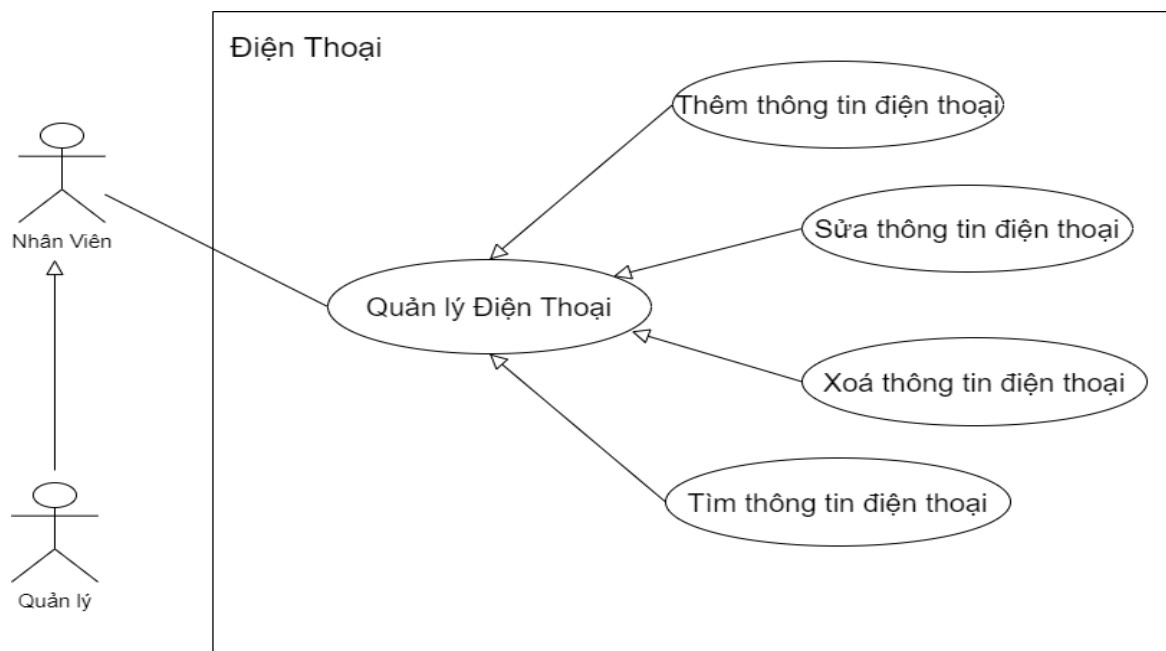 Điện Thoại
Thêm thông tin điện thoại
Sửa thông tin điện thoại
Nhân Viên
Quản lý Điện Thoại
Xoá thông tin điện thoại
Tìm thông tin điện thoại
Quản lý